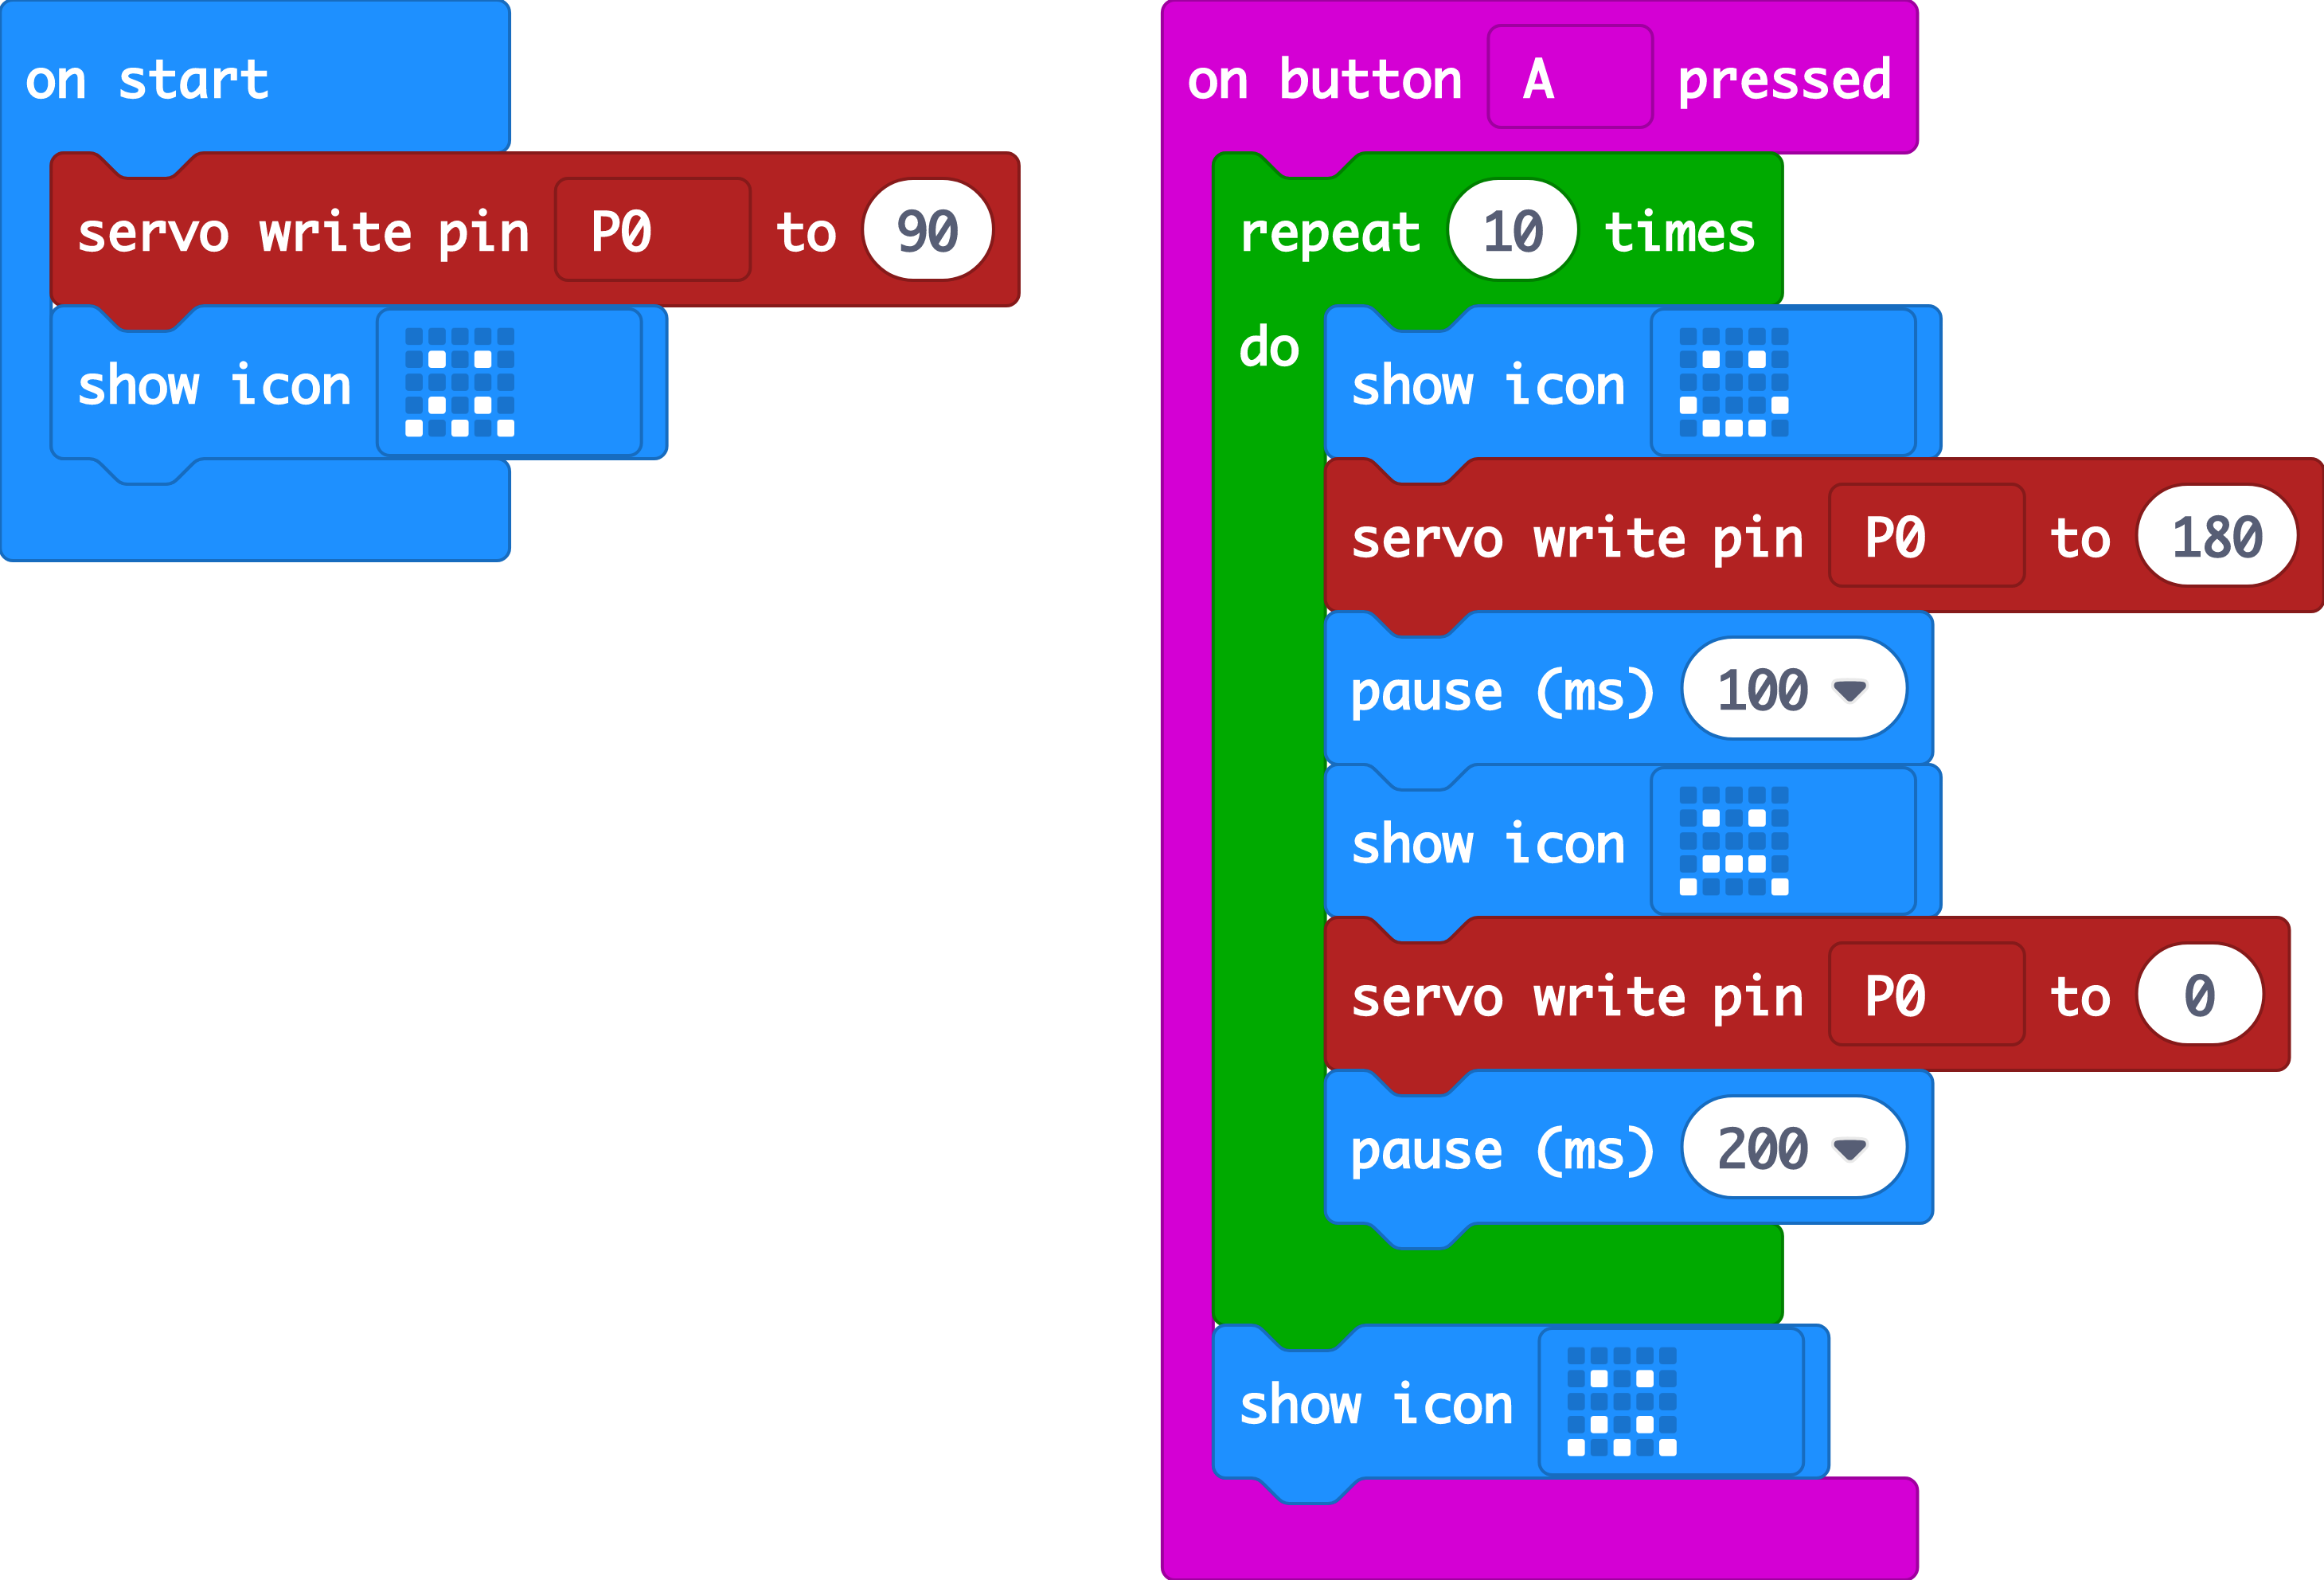 on start
servo write pin P0 to 90
show icon
on button A pressed
repeat 10 times
do
show icon
servo write pin P0 to 180
pause (ms) 100
show icon
servo write pin P0 to 0
pause (ms) 200
show icon